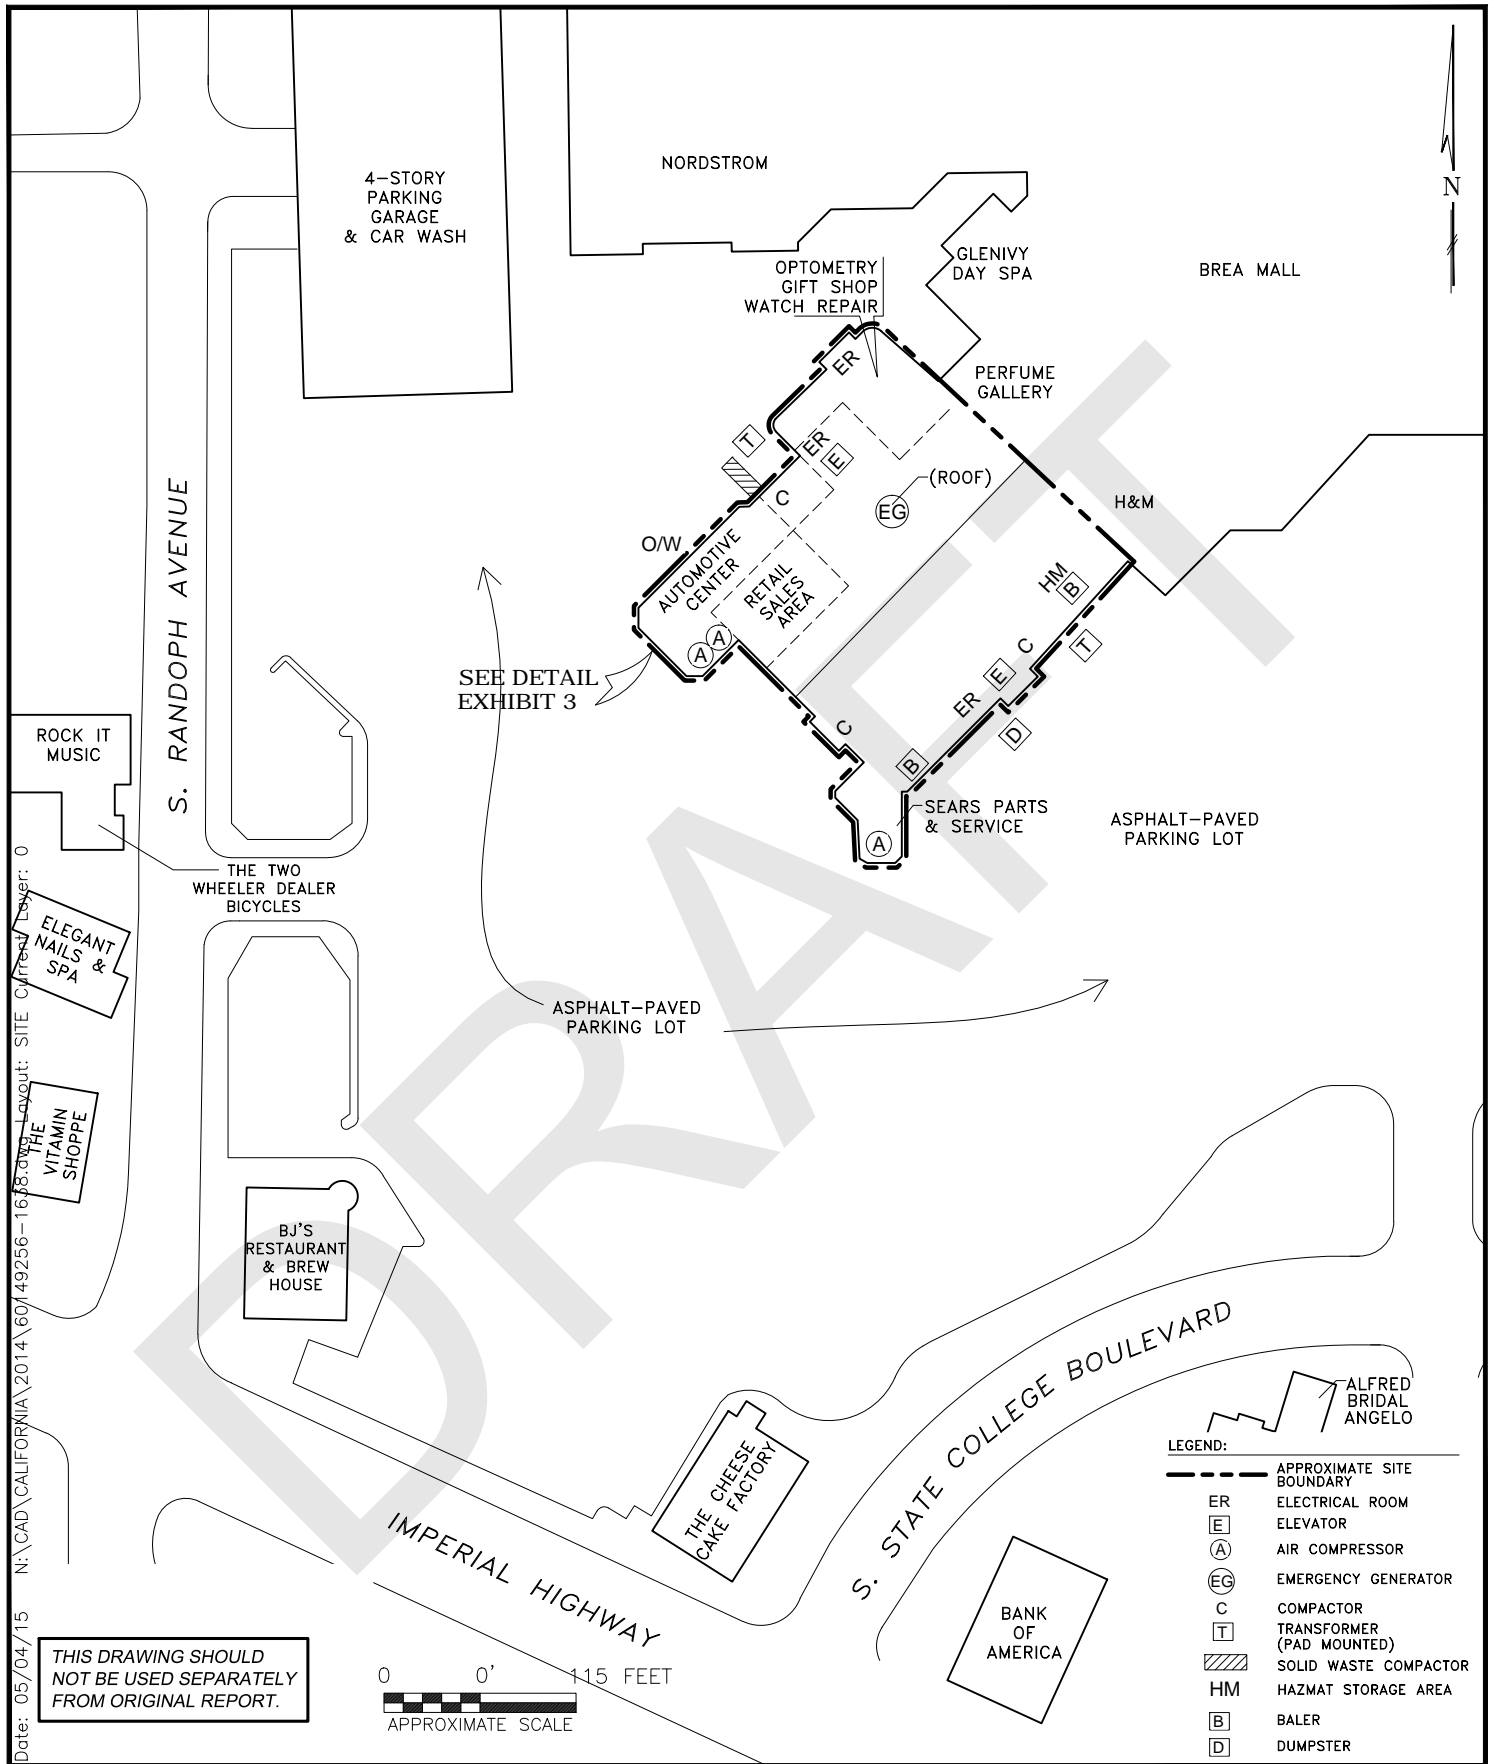 NORDSTROM
4-STORY
PARKING
GARAGE
& CAR WASH
N
OPTOMETRY
GIFT SHOP
WATCH REPAIR
GLENIVY
DAY SPA
BREA MALL
PERFUME
GALLERY
ER
T
ER
E
C
(ROOF)
EG
H&M
O/W
AUTOMOTIVE
CENTER
RETAIL
SALES
AREA
HM
B
A
A
C
T
E
SEE DETAIL
EXHIBIT 3
ER
D
C
B
S. RANDOPH AVENUE
ROCK IT
MUSIC
SEARS PARTS
& SERVICE
A
ASPHALT-PAVED
PARKING LOT
THE TWO
WHEELER DEALER
BICYCLES
ELEGANT
NAILS &
SPA
ASPHALT-PAVED
PARKING LOT
THE
VITAMIN
SHOPPE
BJ'S
RESTAURANT
& BREW
HOUSE
DRAFT
S. STATE COLLEGE BOULEVARD
ALFRED
BRIDAL
ANGELO
THE CHEESE
CAKE FACTORY
IMPERIAL HIGHWAY
BANK
OF
AMERICA
LEGEND:
APPROXIMATE SITE
BOUNDARY
ER ELECTRICAL ROOM
E ELEVATOR
A AIR COMPRESSOR
EG EMERGENCY GENERATOR
C COMPACTOR
T TRANSFORMER
(PAD MOUNTED)
SOLID WASTE COMPACTOR
HM HAZMAT STORAGE AREA
B BALER
D DUMPSTER
THIS DRAWING SHOULD
NOT BE USED SEPARATELY
FROM ORIGINAL REPORT.
0 0' 115 FEET
APPROXIMATE SCALE
Date: 05/04/15 N:\CAD\CALIFORNIA\2014\60149256-1638.dwg Layout: SITE Current Layer: 0